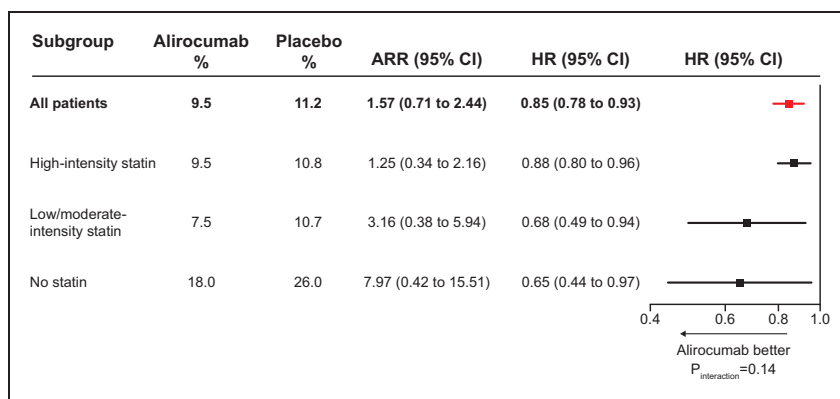 Subgroup Alirocumab % Placebo % ARR (95% CI) HR (95% CI) HR (95% CI)
All patients 9.5 11.2 1.57 (0.71 to 2.44) 0.85 (0.78 to 0.93)
High-intensity statin 9.5 10.8 1.25 (0.34 to 2.16) 0.88 (0.80 to 0.96)
Low/moderate-
intensity statin 7.5 10.7 3.16 (0.38 to 5.94) 0.68 (0.49 to 0.94)
No statin 18.0 26.0 7.97 (0.42 to 15.51) 0.65 (0.44 to 0.97)
0.4 0.6 0.8 1.0
Alirocumab better
Pinteraction=0.14